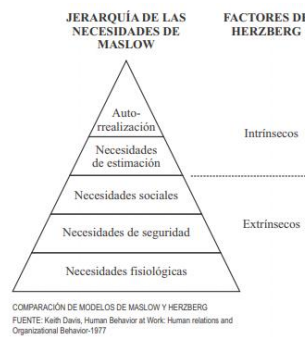 JERARQUÍA DE LAS
NECESIDADES DE
MASLOW
FACTORES DE
HERZBERG
Auto-
rrealización
Necesidades
de estimación
Intrínsecos
Necesidades sociales
Necesidades de seguridad
Extrínsecos
Necesidades fisiológicas
COMPARACIÓN DE MODELOS DE MASLOW Y HERZBERG
FUENTE: Keith Davis, Human Behavior at Work: Human relations and
Organizational Behavior-1977